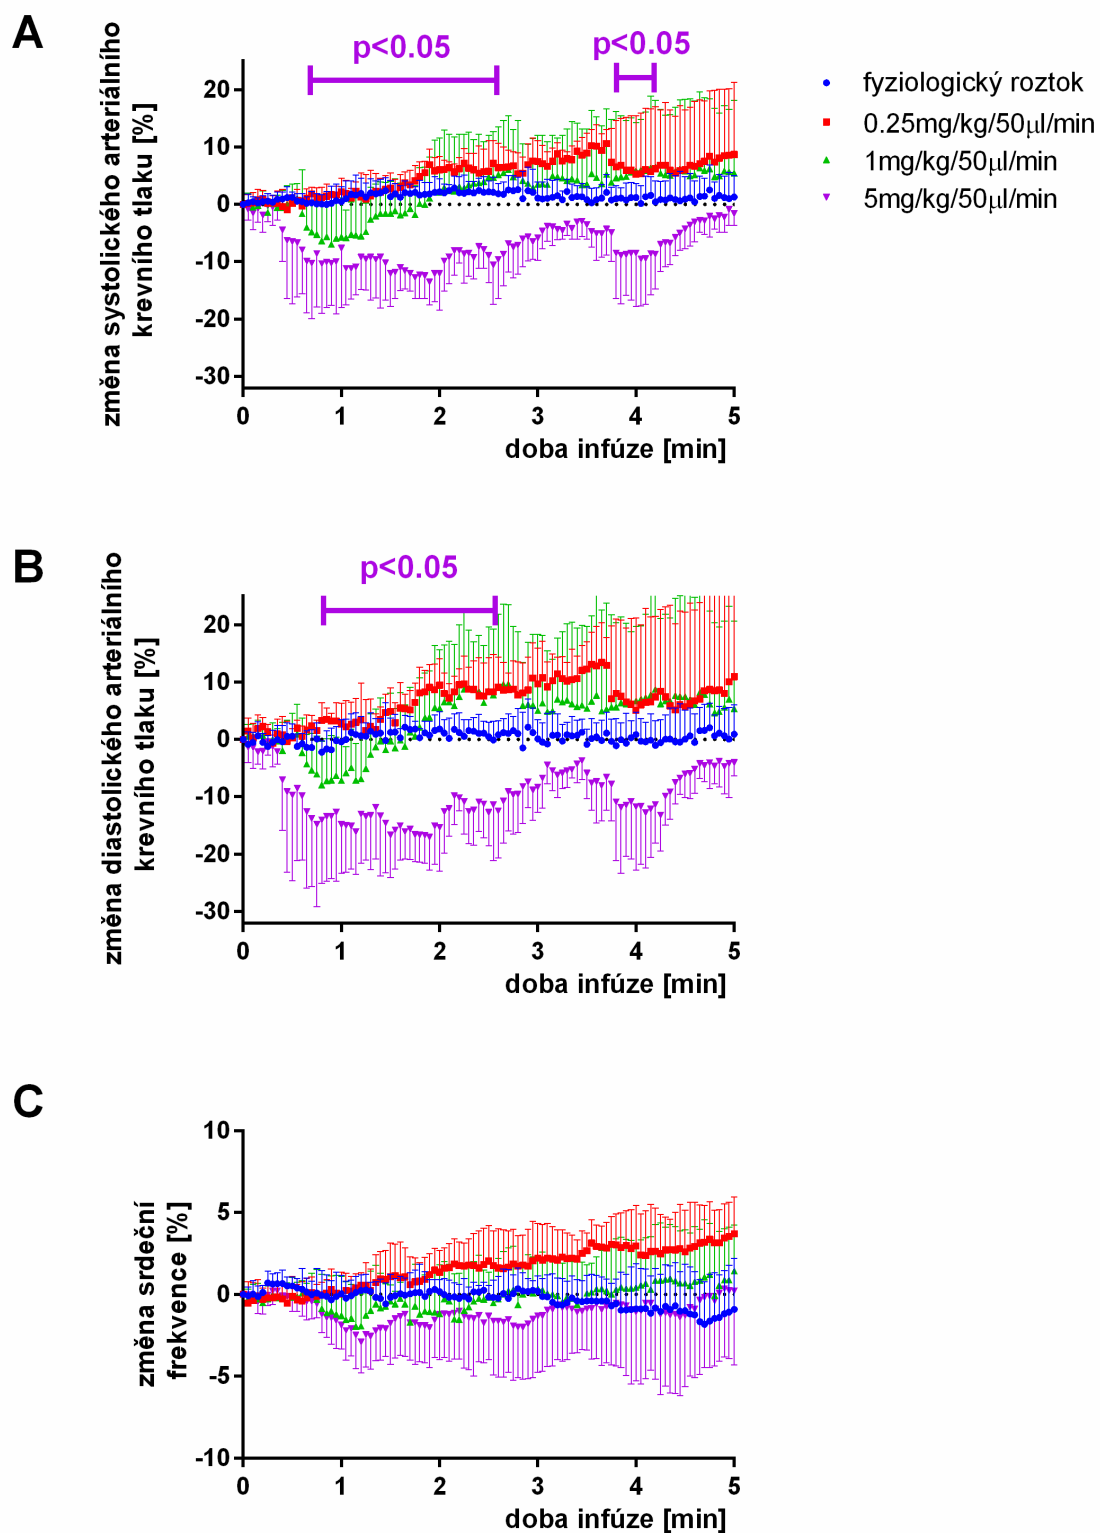 A
změna systolického arteriálního
krevního tlaku [%]
p<0.05
p<0.05
20
10
0
-10
-20
-30
0 1 2 3 4 5
doba infúze [min]
fyziologický roztok
0.25mg/kg/50μl/min
1mg/kg/50μl/min
5mg/kg/50μl/min
B
změna diastolického arteriálního
krevního tlaku [%]
p<0.05
20
10
0
-10
-20
-30
0 1 2 3 4 5
doba infúze [min]
C
změna srdeční
frekvence [%]
10
5
0
-5
-10
0 1 2 3 4 5
doba infúze [min]